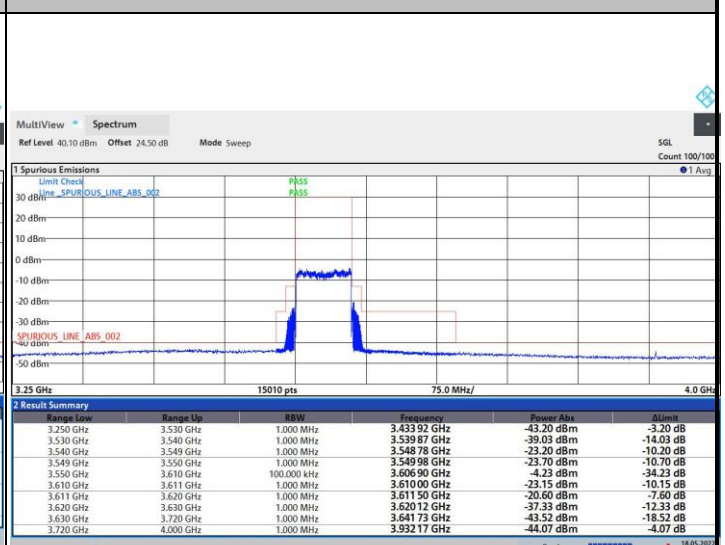 MultiView Spectrum
Ref Level 40.10 dBm Offset 24.50 dB Mode Sweep SGL
Count 100/100
1 Spurious Emissions 1 Avg
Limit Check PASS
Line _SPURIOUS_LINE_ABS_002 PASS
30 dBm
20 dBm
10 dBm
0 dBm
-10 dBm
-20 dBm
-30 dBm
SPURIOUS_LINE_ABS_002
-40 dBm
-50 dBm
3.25 GHz 15010 pts 75.0 MHz/ 4.0 GHz
2 Result Summary
Range Low Range Up RBW Frequency Power Abs ΔLimit
3.250 GHz 3.530 GHz 1.000 MHz 3.433 92 GHz -43.20 dBm -3.20 dB
3.530 GHz 3.540 GHz 1.000 MHz 3.539 87 GHz -39.03 dBm -14.03 dB
3.540 GHz 3.549 GHz 1.000 MHz 3.548 78 GHz -23.20 dBm -10.20 dB
3.549 GHz 3.550 GHz 1.000 MHz 3.549 98 GHz -23.70 dBm -10.70 dB
3.550 GHz 3.610 GHz 100.000 kHz 3.606 90 GHz -4.23 dBm -34.23 dB
3.610 GHz 3.611 GHz 1.000 MHz 3.610 00 GHz -23.15 dBm -10.15 dB
3.611 GHz 3.620 GHz 1.000 MHz 3.611 50 GHz -20.60 dBm -7.60 dB
3.620 GHz 3.630 GHz 1.000 MHz 3.620 12 GHz -37.33 dBm -12.33 dB
3.630 GHz 3.720 GHz 1.000 MHz 3.641 73 GHz -43.52 dBm -18.52 dB
3.720 GHz 4.000 GHz 1.000 MHz 3.932 17 GHz -44.07 dBm -4.07 dB